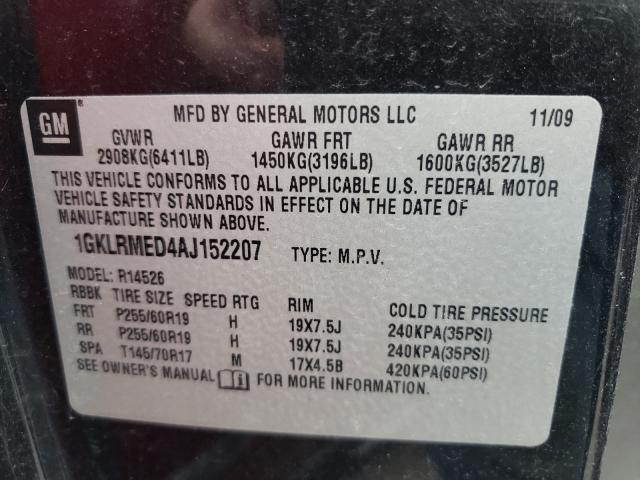 GM ® MFD BY GENERAL MOTORS LLC 11/09
GVWR GAWR FRT GAWR RR
2908KG(6411LB) 1450KG(3196LB) 1600KG(3527LB)
THIS VEHICLE CONFORMS TO ALL APPLICABLE U.S. FEDERAL MOTOR
VEHICLE SAFETY STANDARDS IN EFFECT ON THE DATE OF
MANUFACTURE SHOWN ABOVE.
1GKLRMED4AJ152207 TYPE: M.P.V.
MODEL: R14526
RBBK TIRE SIZE SPEED RTG RIM COLD TIRE PRESSURE
FRT P255/60R19 H 19X7.5J 240KPA(35PSI)
RR P255/60R19 H 19X7.5J 240KPA(35PSI)
SPA T145/70R17 M 17X4.5B 420KPA(60PSI)
SEE OWNER'S MANUAL FOR MORE INFORMATION.